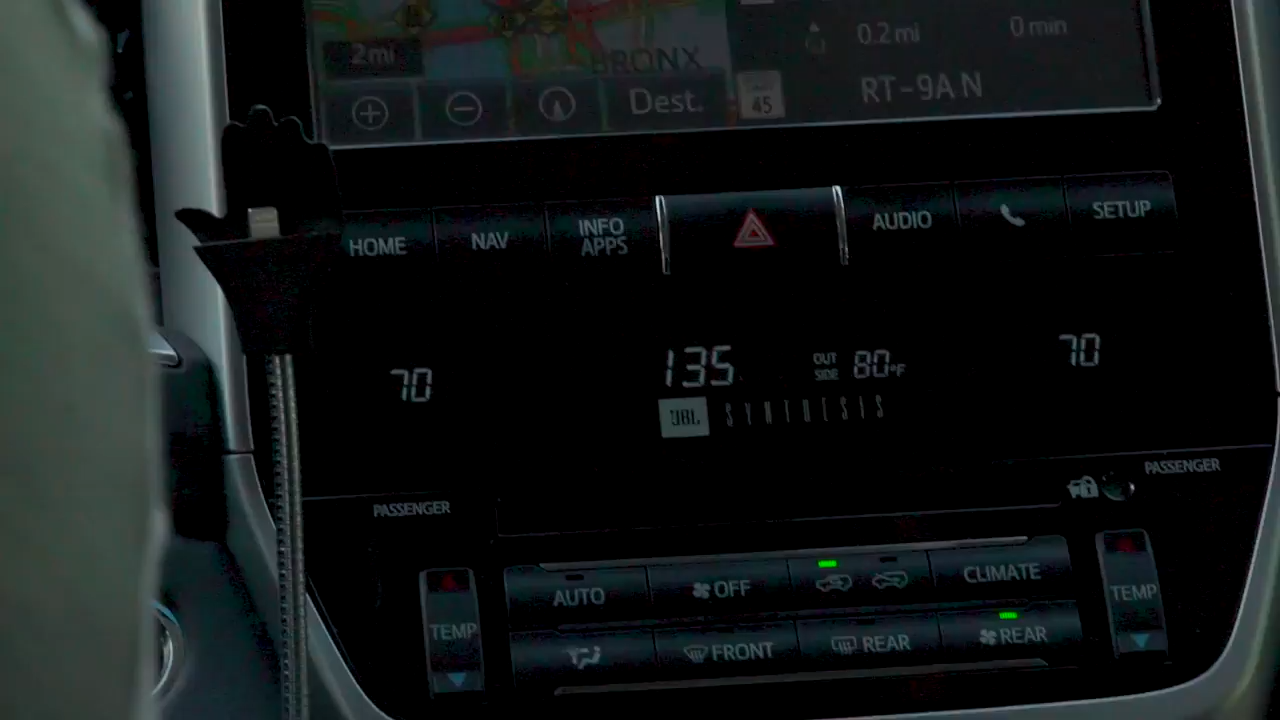 2mi
BRONX
0.2 mi
0 min
Dest.
45
RT-9A N
HOME
NAV
INFO
APPS
AUDIO
SETUP
70
135
OUT
SIDE
80°F
70
JBL SYNTHESIS
PASSENGER
PASSENGER
AUTO
OFF
CLIMATE
TEMP
TEMP
FRONT
REAR
REAR